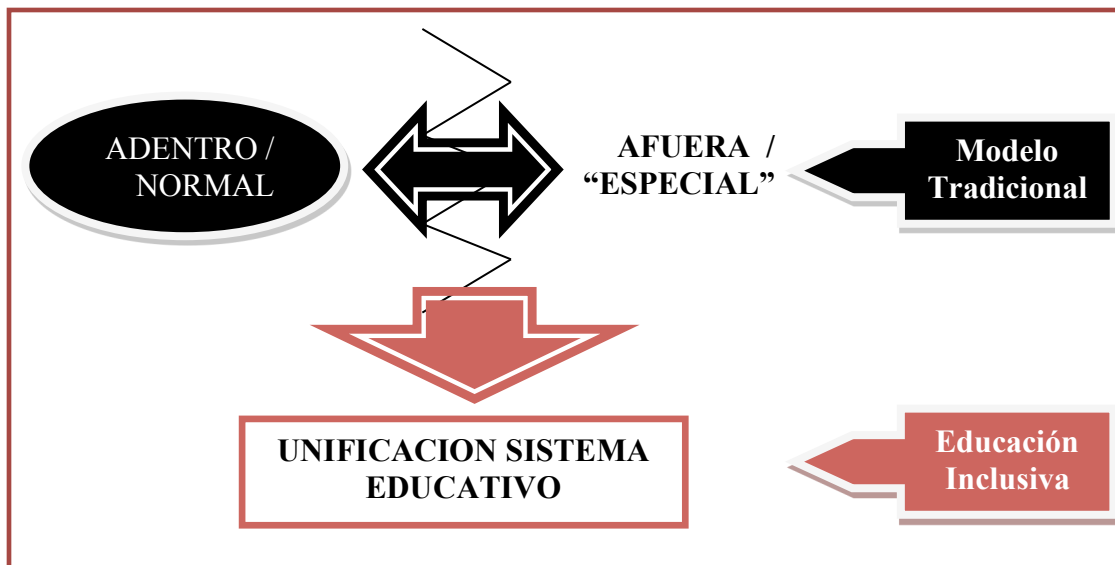 ADENTRO /
NORMAL
AFUERA /
“ESPECIAL”
Modelo
Tradicional
UNIFICACION SISTEMA
EDUCATIVO
Educación
Inclusiva